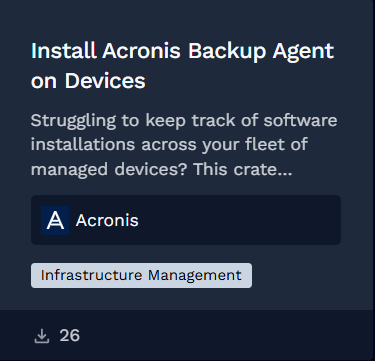 Install Acronis Backup Agent
on Devices
Struggling to keep track of software
installations across your fleet of
managed devices? This crate...
Acronis
Infrastructure Management
26